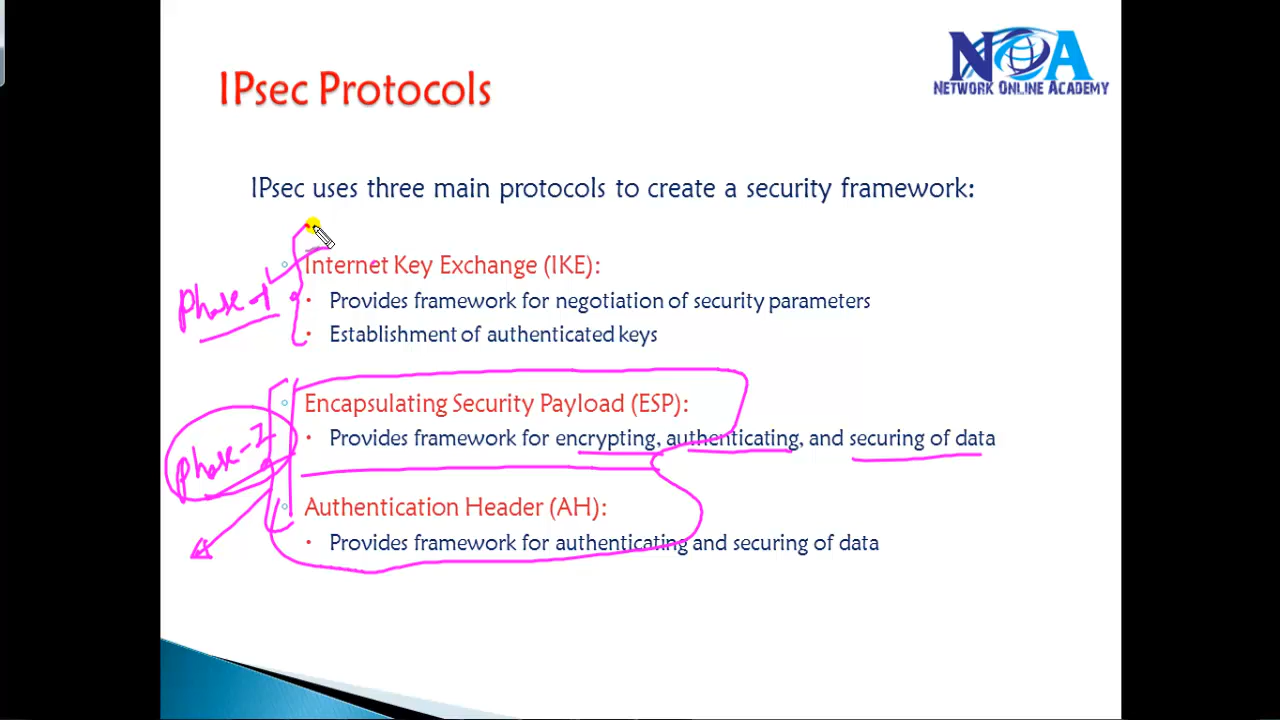 NOA
NETWORK ONLINE ACADEMY
IPsec Protocols
IPsec uses three main protocols to create a security framework:
Internet Key Exchange (IKE):
Phase-1
• Provides framework for negotiation of security parameters
• Establishment of authenticated keys
Encapsulating Security Payload (ESP):
Phase-2
• Provides framework for encrypting, authenticating, and securing of data
Authentication Header (AH):
• Provides framework for authenticating and securing of data